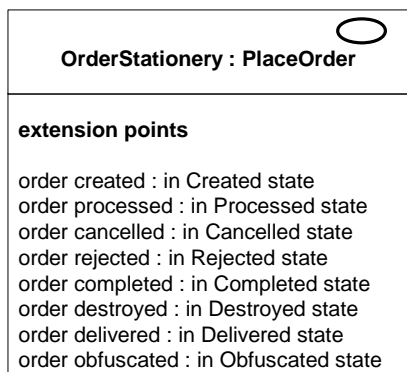 OrderStationery : PlaceOrder
extension points
order created : in Created state
order processed : in Processed state
order cancelled : in Cancelled state
order rejected : in Rejected state
order completed : in Completed state
order destroyed : in Destroyed state
order delivered : in Delivered state
order obfuscated : in Obfuscated state